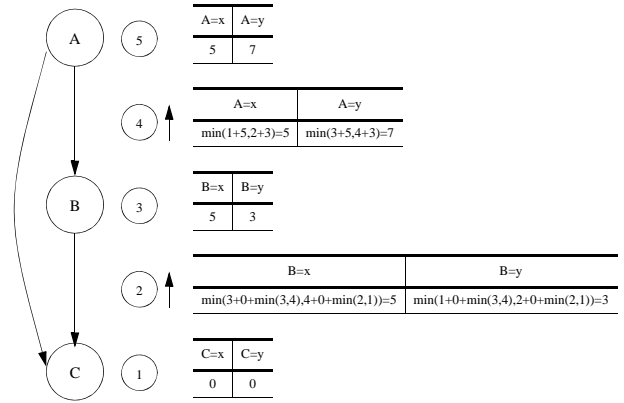 A
5
A=x A=y
5 7
4
A=x A=y
min(1+5,2+3)=5 min(3+5,4+3)=7
B
3
B=x B=y
5 3
2
B=x B=y
min(3+0+min(3,4),4+0+min(2,1))=5 min(1+0+min(3,4),2+0+min(2,1))=3
C
1
C=x C=y
0 0